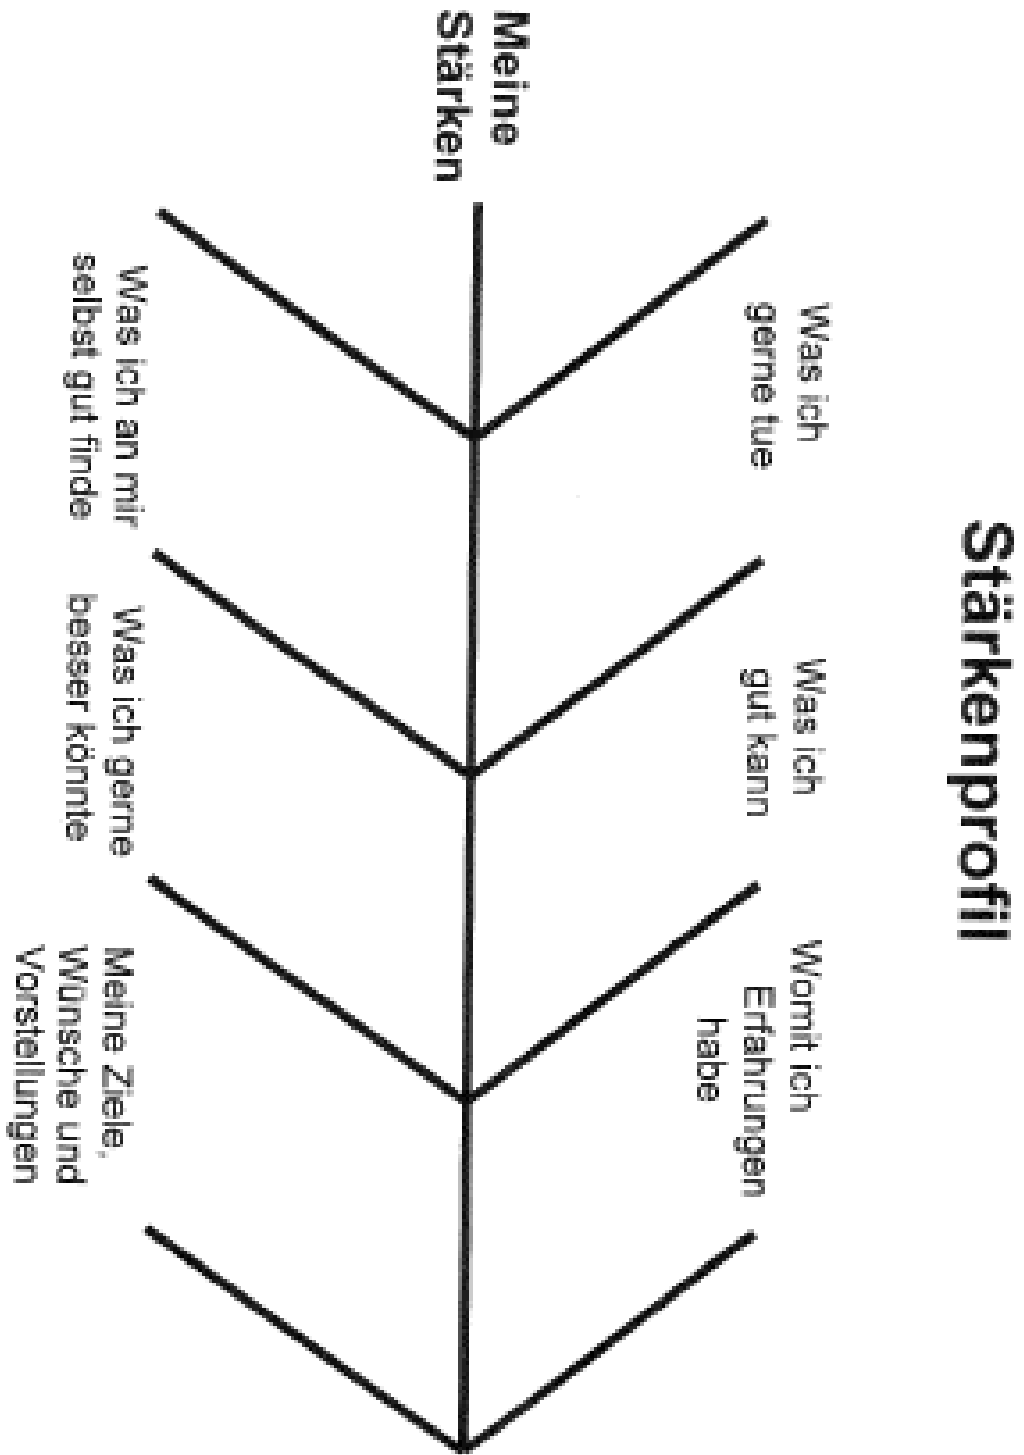 Stärkenprofil
Was ich
gerne tue
Was ich
gut kann
Womit ich
Erfahrungen
habe
Meine
Stärken
Was ich an mir
selbst gut finde
Was ich gerne
besser könnte
Meine Ziele,
Wünsche und
Vorstellungen